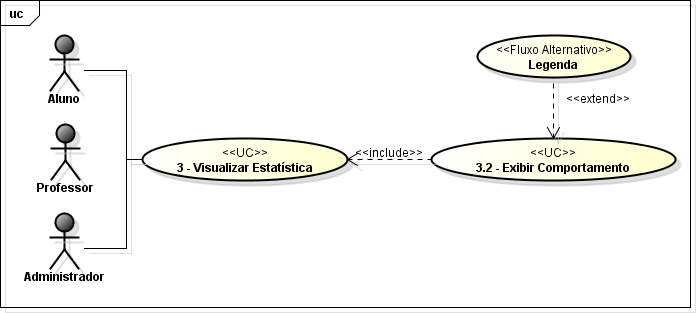 uc
<<Fluxo Alternativo>>
Legenda
Aluno
<<extend>>
<<UC>>
3 - Visualizar Estatística
<<include>>
<<UC>>
3.2 - Exibir Comportamento
Professor
Administrador